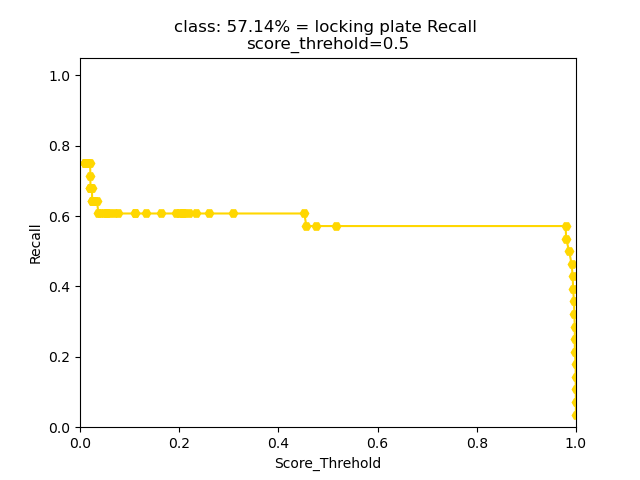 class: 57.14% = locking plate Recall
score_threhold=0.5
1.0
0.8
0.6
0.4
0.2
0.0
Recall
0.0 0.2 0.4 0.6 0.8 1.0
Score_Threhold